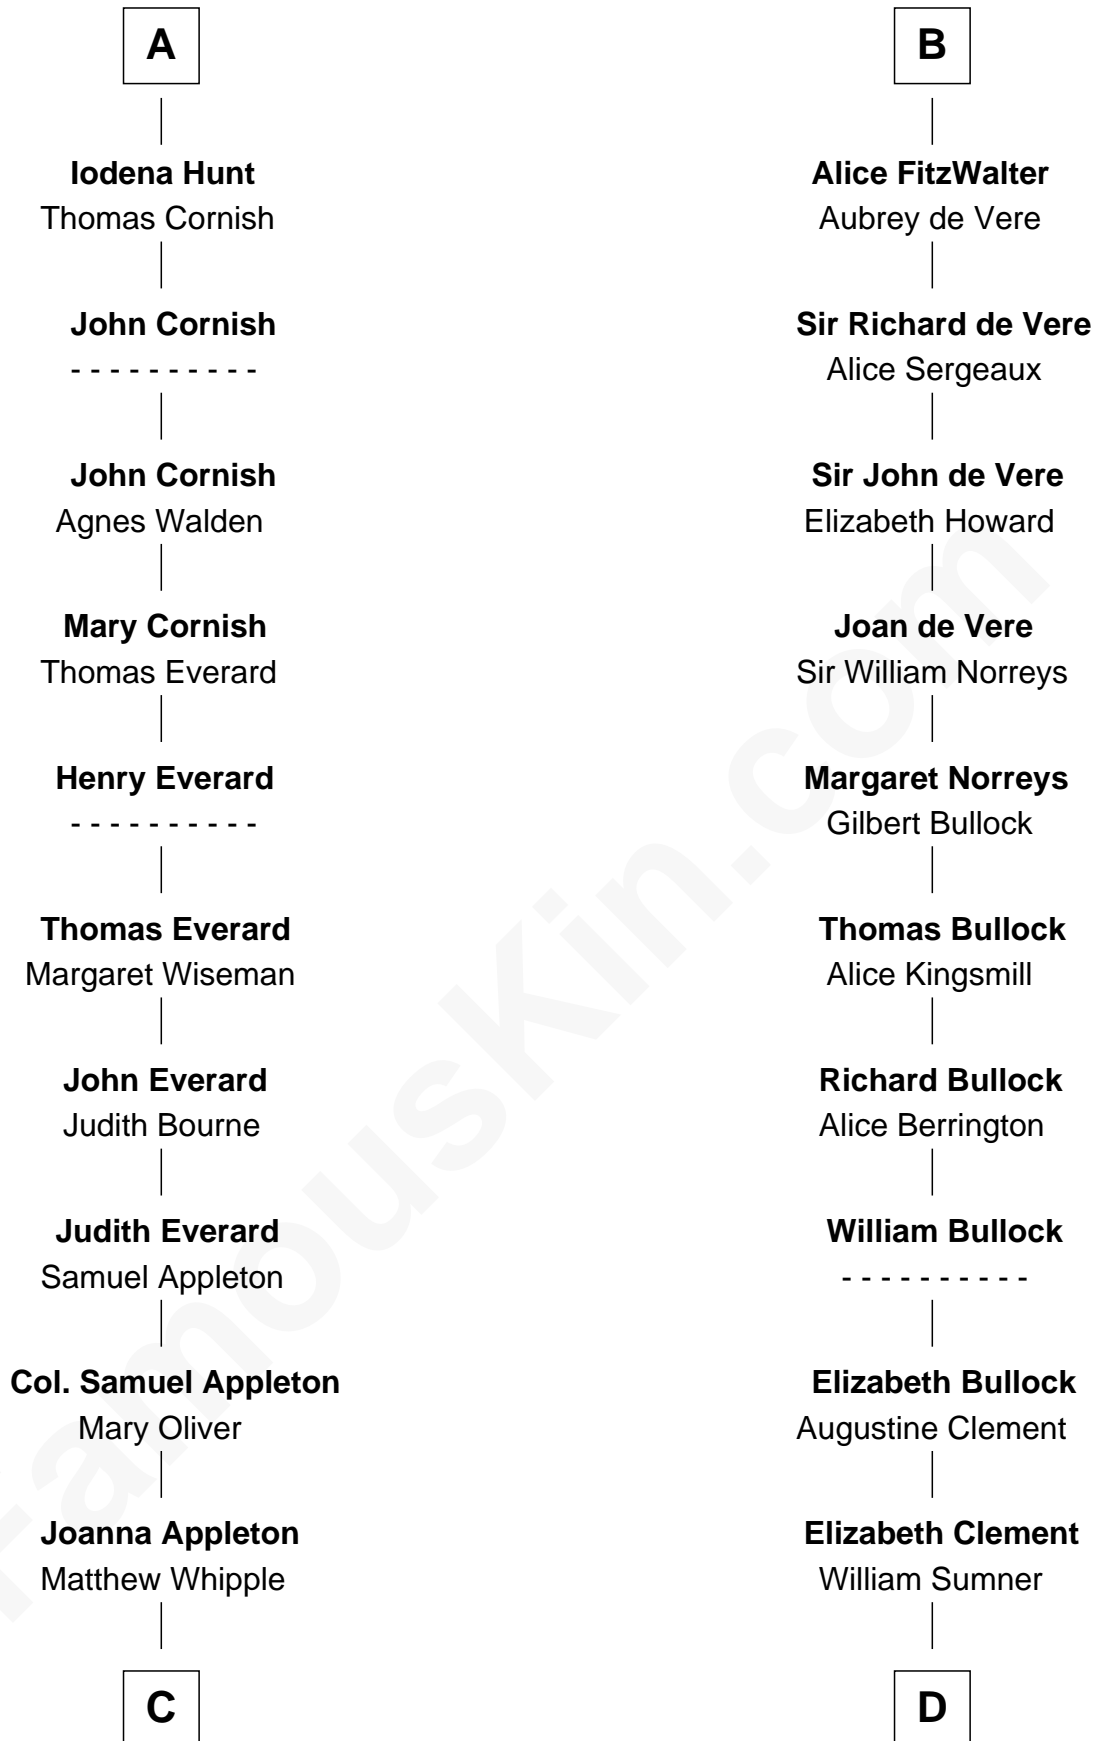 A
Iodena Hunt
Thomas Cornish
John Cornish
- - - - - - - - - -
John Cornish
Agnes Walden
Mary Cornish
Thomas Everard
Henry Everard
- - - - - - - - - -
Thomas Everard
Margaret Wiseman
John Everard
Judith Bourne
Judith Everard
Samuel Appleton
Col. Samuel Appleton
Mary Oliver
Joanna Appleton
Matthew Whipple
C
B
Alice FitzWalter
Aubrey de Vere
Sir Richard de Vere
Alice Sergeaux
Sir John de Vere
Elizabeth Howard
Joan de Vere
Sir William Norreys
Margaret Norreys
Gilbert Bullock
Thomas Bullock
Alice Kingsmill
Richard Bullock
Alice Berrington
William Bullock
- - - - - - - - - -
Elizabeth Bullock
Augustine Clement
Elizabeth Clement
William Sumner
D
FamousKin.com